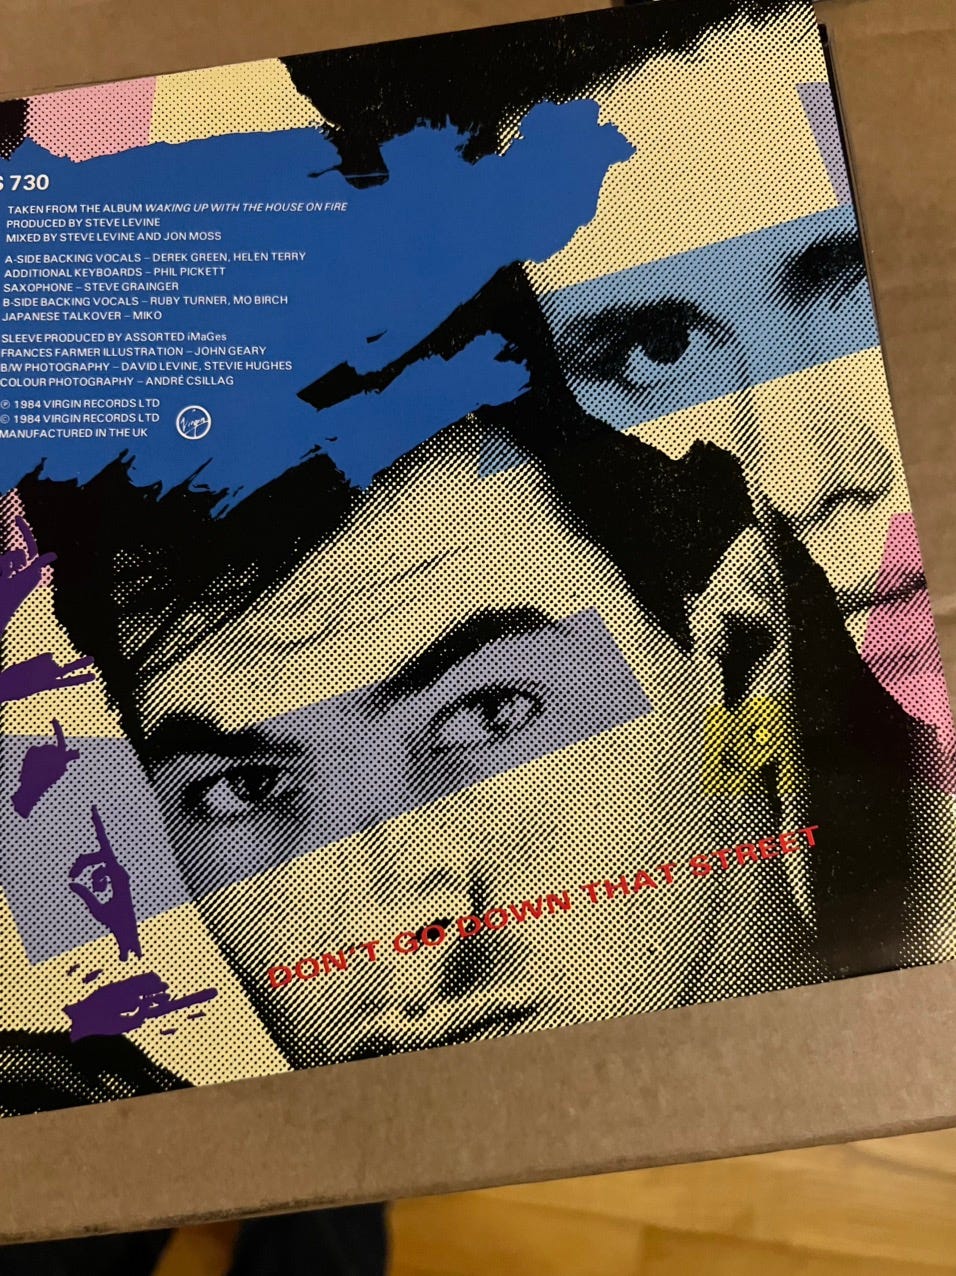 S 730
TAKEN FROM THE ALBUM WAKING UP WITH THE HOUSE ON FIRE
PRODUCED BY STEVE LEVINE
MIXED BY STEVE LEVINE AND JON MOSS
A-SIDE BACKING VOCALS – DEREK GREEN, HELEN TERRY
ADDITIONAL KEYBOARDS – PHIL PICKETT
SAXOPHONE – STEVE GRAINGER
B-SIDE BACKING VOCALS – RUBY TURNER, MO BIRCH
JAPANESE TALKOVER – MIKO
SLEEVE PRODUCED BY ASSORTED iMaGes
FRANCES FARMER ILLUSTRATION – JOHN GEARY
B/W PHOTOGRAPHY – DAVID LEVINE, STEVIE HUGHES
COLOUR PHOTOGRAPHY – ANDRÉ CSILLAG
℗ 1984 VIRGIN RECORDS LTD
© 1984 VIRGIN RECORDS LTD
MANUFACTURED IN THE UK
Virgin
DON'T GO DOWN THAT STREET